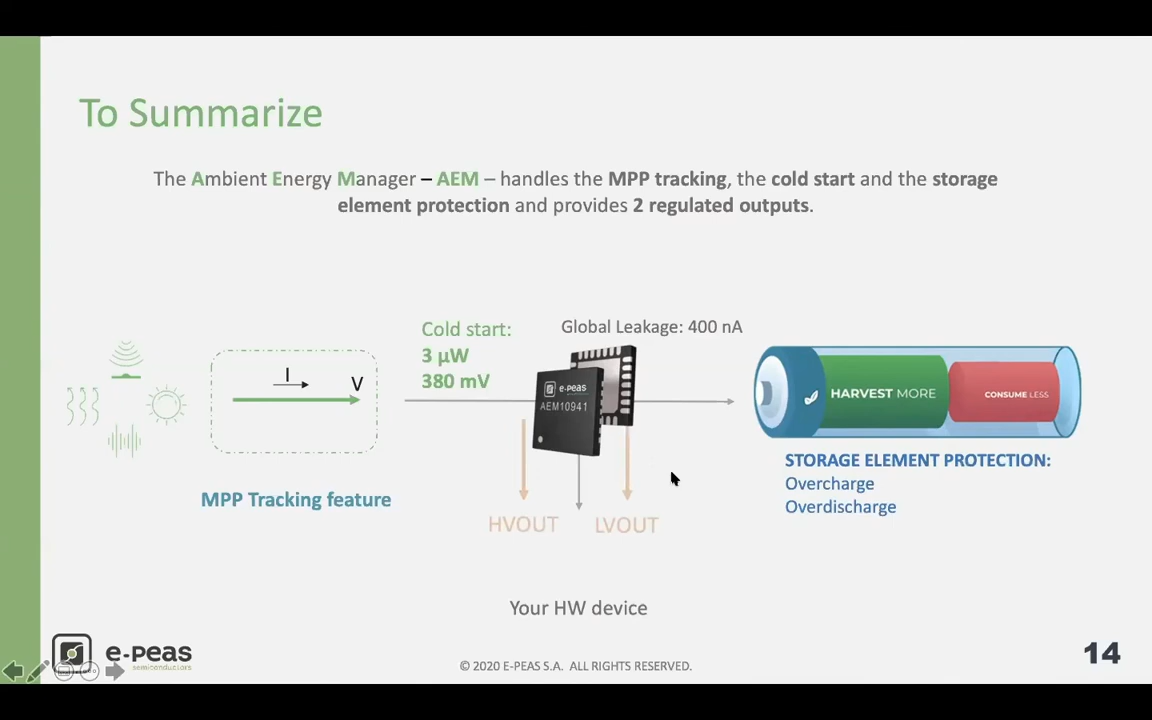 To Summarize
The Ambient Energy Manager – AEM – handles the MPP tracking, the cold start and the storage
element protection and provides 2 regulated outputs.
Cold start:
3 µW
380 mV
Global Leakage: 400 nA
I
V
e-peas
AEM10941
HARVEST MORE
CONSUME LESS
MPP Tracking feature
HVOUT
LVOUT
STORAGE ELEMENT PROTECTION:
Overcharge
Overdischarge
Your HW device
e-peas
semiconductors
© 2020 E-PEAS S.A. ALL RIGHTS RESERVED.
14